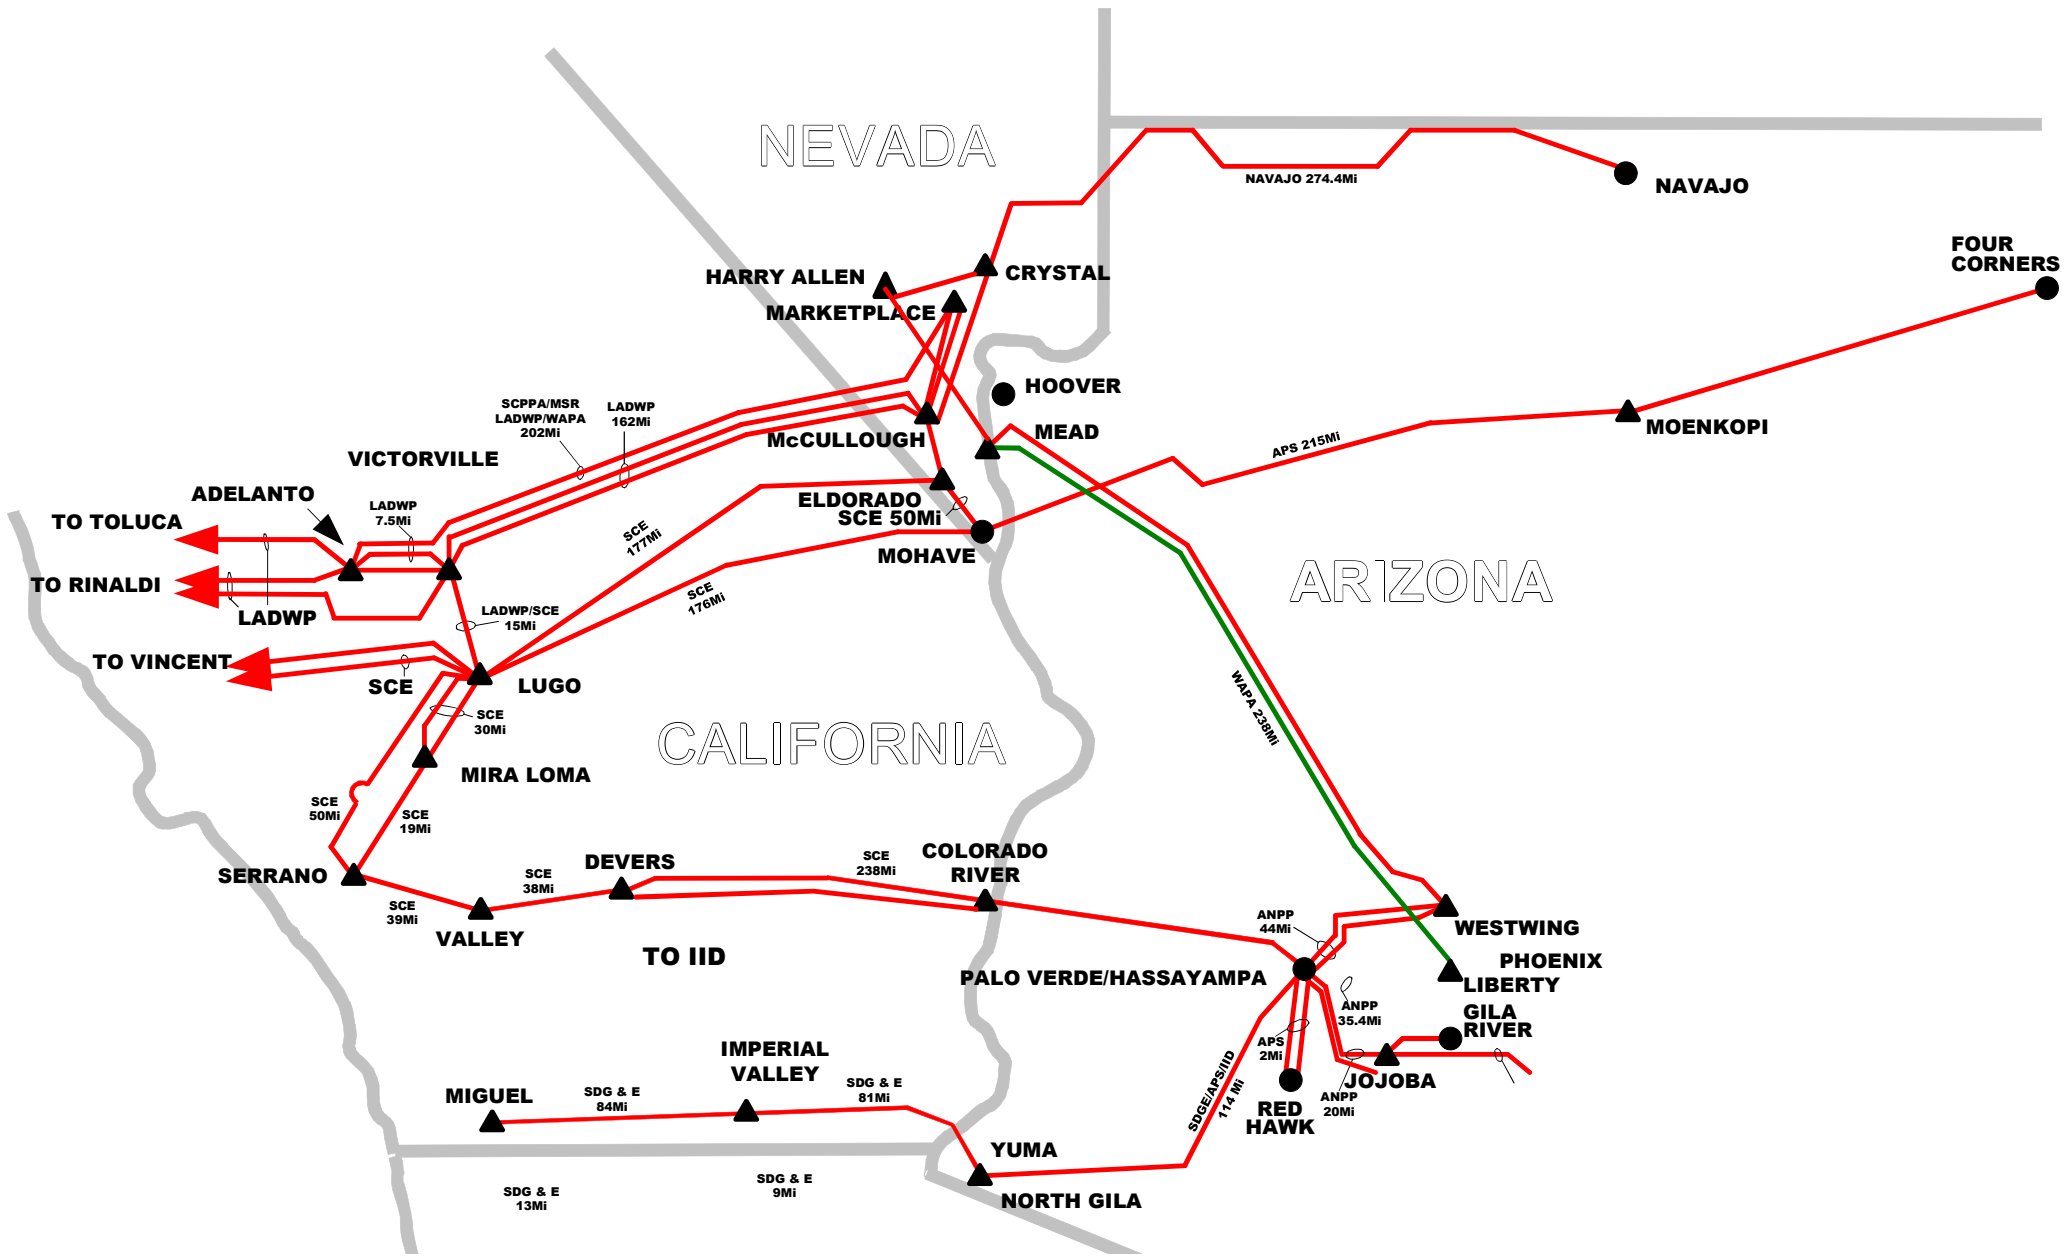 NEVADA
NAVAJO 274.4Mi
NAVAJO
FOUR
CORNERS
HARRY ALLEN
CRYSTAL
MARKETPLACE
HOOVER
SCPPA/MSR
LADWP/WAPA
202Mi
LADWP
162Mi
McCULLOUGH
MEAD
MOENKOPI
APS 215Mi
VICTORVILLE
ADELANTO
LADWP
7.5Mi
TO TOLUCA
ELDORADO
SCE 50Mi
SCE
177Mi
MOHAVE
TO RINALDI
ARIZONA
SCE
176Mi
LADWP
LADWP/SCE
15Mi
TO VINCENT
SCE
LUGO
WAPA 238Mi
SCE
30Mi
CALIFORNIA
MIRA LOMA
SCE
50Mi
SCE
19Mi
SERRANO
DEVERS
SCE
238Mi
COLORADO
RIVER
SCE
38Mi
SCE
39Mi
VALLEY
ANPP
44Mi
WESTWING
TO IID
PHOENIX
PALO VERDE/HASSAYAMPA
LIBERTY
ANPP
35.4Mi
GILA
RIVER
APS
2Mi
IMPERIAL
VALLEY
SDGE/APS/IID
114 Mi
JOJOBA
MIGUEL
SDG & E
84Mi
SDG & E
81Mi
ANPP
20Mi
RED
HAWK
YUMA
SDG & E
13Mi
SDG & E
9Mi
NORTH GILA